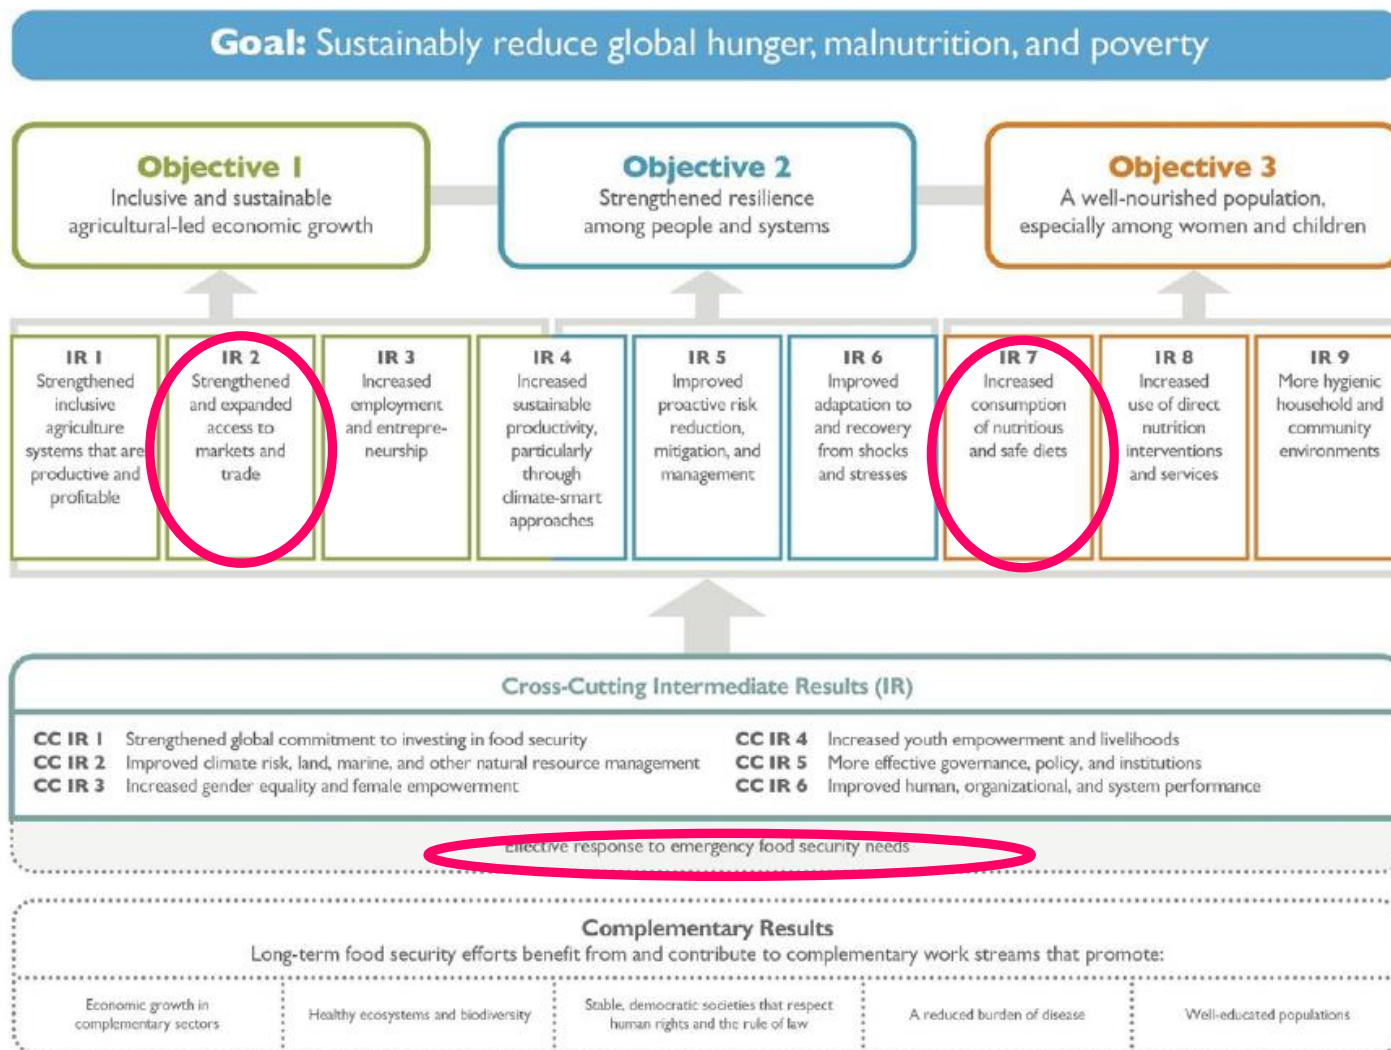 Goal: Sustainably reduce global hunger, malnutrition, and poverty
Objective 1
Inclusive and sustainable
agricultural-led economic growth
Objective 2
Strengthened resilience
among people and systems
Objective 3
A well-nourished population,
especially among women and children
IR 1
Strengthened
inclusive
agriculture
systems that are
productive and
profitable
IR 2
Strengthened
and expanded
access to
markets and
trade
IR 3
Increased
employment
and entrepre-
neurship
IR 4
Increased
sustainable
productivity,
particularly
through
climate-smart
approaches
IR 5
Improved
proactive risk
reduction,
mitigation, and
management
IR 6
Improved
adaptation to
and recovery
from shocks
and stresses
IR 7
Increased
consumption
of nutritious
and safe diets
IR 8
Increased
use of direct
nutrition
interventions
and services
IR 9
More hygienic
household and
community
environments
Cross-Cutting Intermediate Results (IR)
CC IR 1 Strengthened global commitment to investing in food security
CC IR 2 Improved climate risk, land, marine, and other natural resource management
CC IR 3 Increased gender equality and female empowerment
CC IR 4 Increased youth empowerment and livelihoods
CC IR 5 More effective governance, policy, and institutions
CC IR 6 Improved human, organizational, and system performance
Effective response to emergency food security needs
Complementary Results
Long-term food security efforts benefit from and contribute to complementary work streams that promote:
Economic growth in
complementary sectors
Healthy ecosystems and biodiversity
Stable, democratic societies that respect
human rights and the rule of law
A reduced burden of disease
Well-educated populations